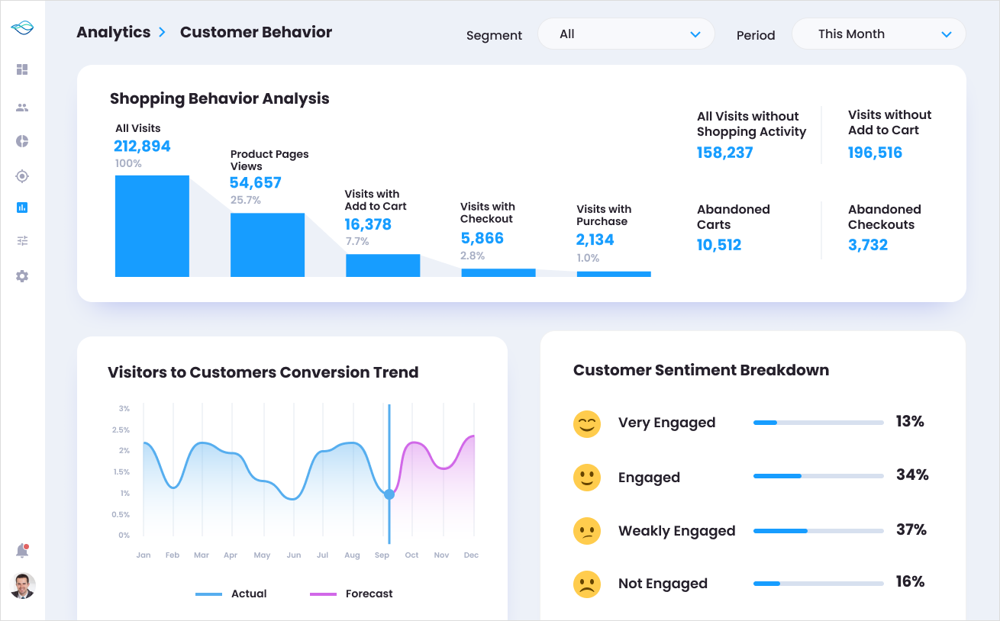 Analytics
Customer Behavior
Segment
All
Period
This Month
Shopping Behavior Analysis
All Visits
212,894
100%
Product Pages
Views
54,657
25.7%
Visits with
Add to Cart
16,378
7.7%
Visits with
Checkout
5,866
2.8%
Visits with
Purchase
2,134
1.0%
All Visits without
Shopping Activity
158,237
Visits without
Add to Cart
196,516
Abandoned
Carts
10,512
Abandoned
Checkouts
3,732
Visitors to Customers Conversion Trend
3%
2.5%
2%
1.5%
1%
0.5%
0%
Jan Feb Mar Apr May Jun Jul Aug Sep Oct Nov Dec
Actual
Forecast
Customer Sentiment Breakdown
Very Engaged 13%
Engaged 34%
Weakly Engaged 37%
Not Engaged 16%